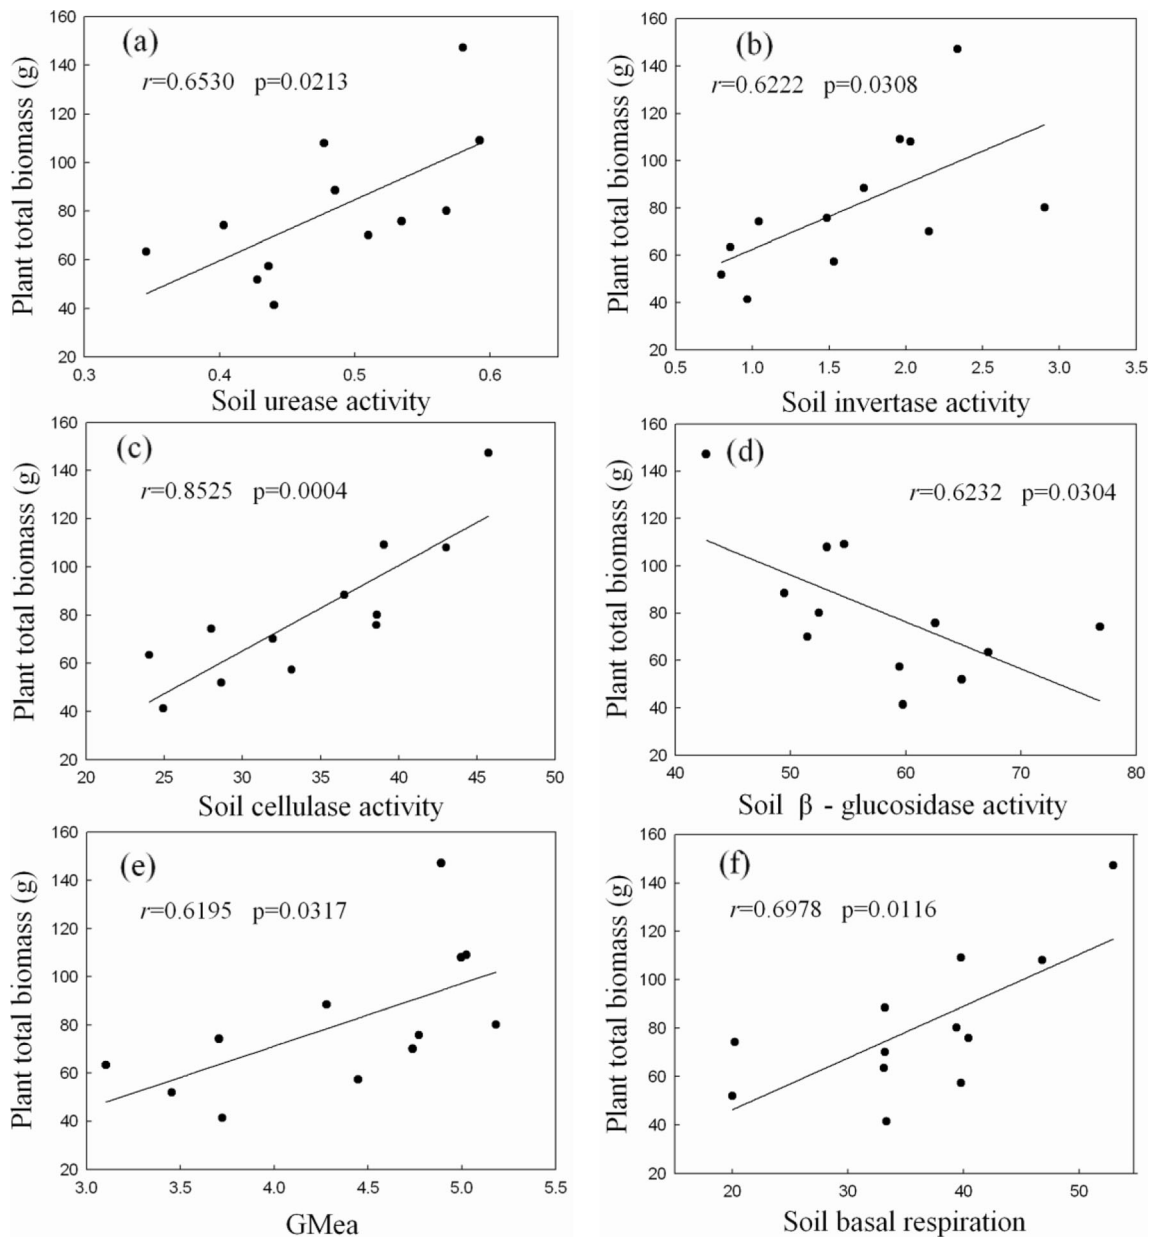 (a)
r=0.6530 p=0.0213
Plant total biomass (g)
160
140
120
100
80
60
40
20
0.3 0.4 0.5 0.6
Soil urease activity
(b)
r=0.6222 p=0.0308
Plant total biomass (g)
160
140
120
100
80
60
40
20
0.5 1.0 1.5 2.0 2.5 3.0 3.5
Soil invertase activity
(c)
r=0.8525 p=0.0004
Plant total biomass (g)
160
140
120
100
80
60
40
20
20 25 30 35 40 45 50
Soil cellulase activity
(d)
r=0.6232 p=0.0304
Plant total biomass (g)
160
140
120
100
80
60
40
20
40 50 60 70 80
Soil β - glucosidase activity
(e)
r=0.6195 p=0.0317
Plant total biomass (g)
160
140
120
100
80
60
40
20
3.0 3.5 4.0 4.5 5.0 5.5
GMea
(f)
r=0.6978 p=0.0116
Plant total biomass (g)
160
140
120
100
80
60
40
20
20 30 40 50
Soil basal respiration